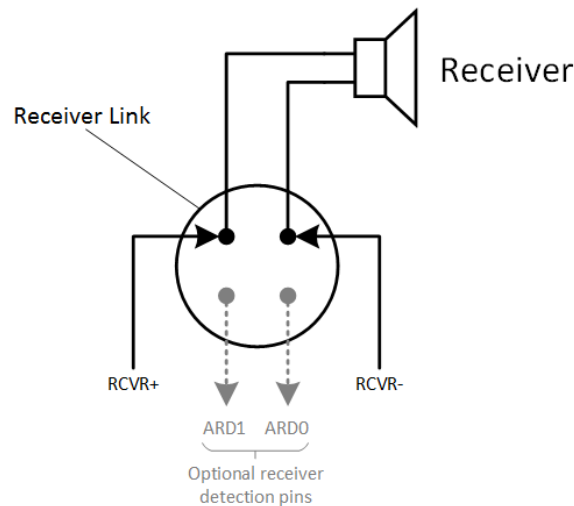 Receiver
Receiver Link
RCVR+
RCVR-
ARD1 ARD0
Optional receiver
detection pins